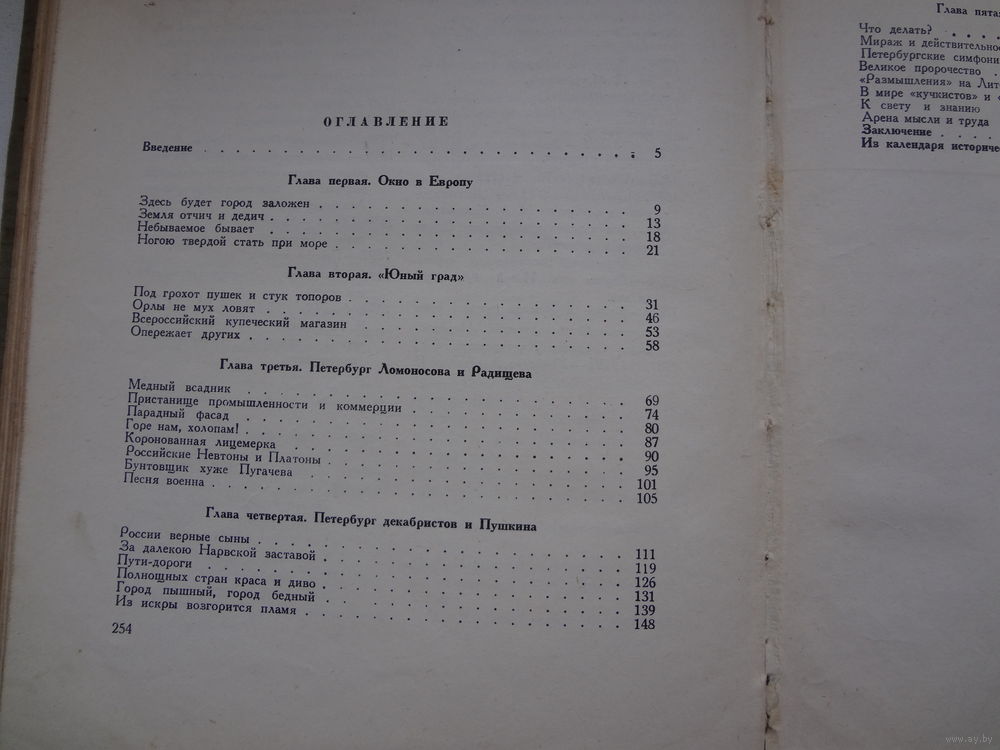 ОГЛАВЛЕНИЕ
Введение . . . . . . . . . . . . . . . . . . . . 5
Глава первая. Окно в Европу
Здесь будет город заложен . . . . . . . . . . . . 9
Земля отчич и дедич . . . . . . . . . . . . . . . 13
Небываемое бывает . . . . . . . . . . . . . . . . 18
Ногою твердой стать при море . . . . . . . . . . . 21
Глава вторая. «Юный град»
Под грохот пушек и стук топоров . . . . . . . . . . 31
Орлы не мух ловят . . . . . . . . . . . . . . . . 46
Всероссийский купеческий магазин . . . . . . . . . 53
Опережает других . . . . . . . . . . . . . . . . . 58
Глава третья. Петербург Ломоносова и Радищева
Медный всадник . . . . . . . . . . . . . . . . . . 69
Пристанище промышленности и коммерции . . . . . . . 74
Парадный фасад . . . . . . . . . . . . . . . . . . 80
Горе нам, холопам! . . . . . . . . . . . . . . . . 87
Коронованная лицемерка . . . . . . . . . . . . . . 90
Российские Невтоны и Платоны . . . . . . . . . . . 95
Бунтовщик хуже Пугачева . . . . . . . . . . . . . 101
Песня военна . . . . . . . . . . . . . . . . . . . 105
Глава четвертая. Петербург декабристов и Пушкина
России верные сыны . . . . . . . . . . . . . . . . 111
За далекою Нарвской заставой . . . . . . . . . . . 119
Пути-дороги . . . . . . . . . . . . . . . . . . . 126
Полнощных стран краса и диво . . . . . . . . . . . 131
Город пышный, город бедный . . . . . . . . . . . . 139
Из искры возгорится пламя . . . . . . . . . . . . 148
254
Глава пятая
Что делать? . . . .
Мираж и действительнос
Петербургские симфони
Великое пророчество .
«Размышления» на Лит
В мире «кучкистов» и «
К свету и знанию
Арена мысли и труда
Заключение . . . .
Из календаря историче
www.ay.by